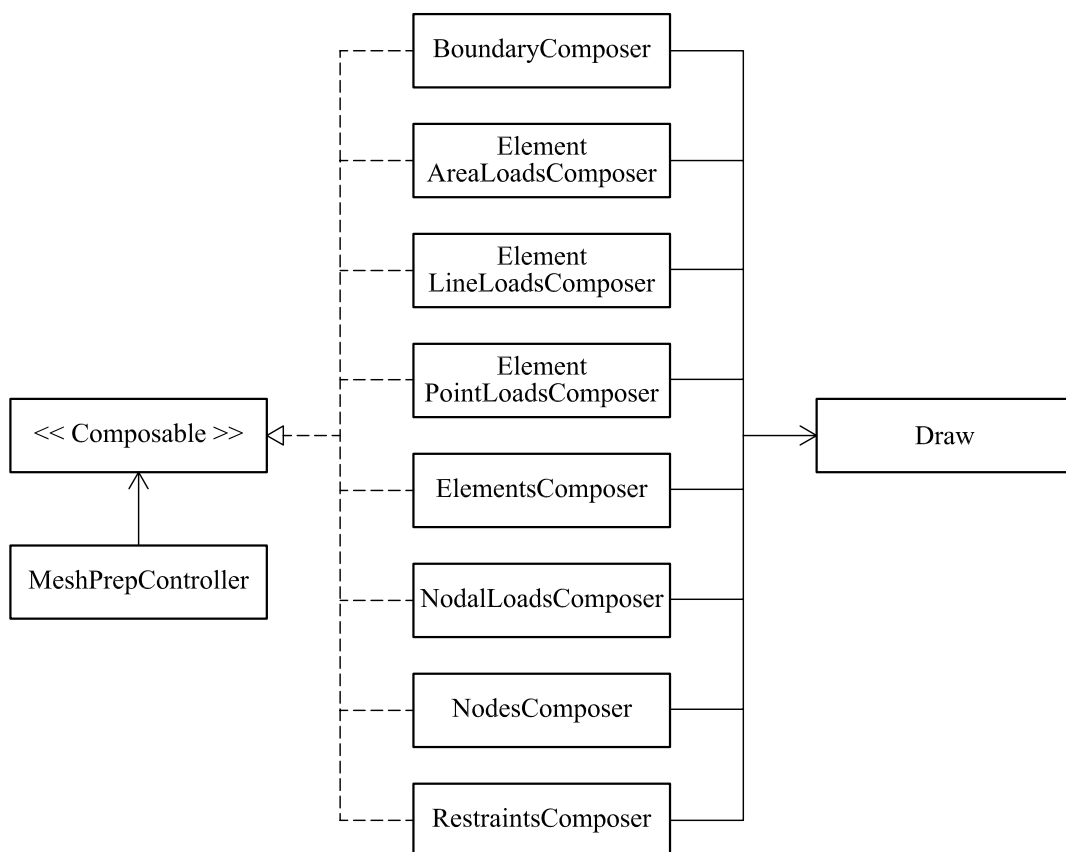 BoundaryComposer
Element
AreaLoadsComposer
Element
LineLoadsComposer
Element
PointLoadsComposer
<< Composable >>
Draw
ElementsComposer
MeshPrepController
NodalLoadsComposer
NodesComposer
RestraintsComposer